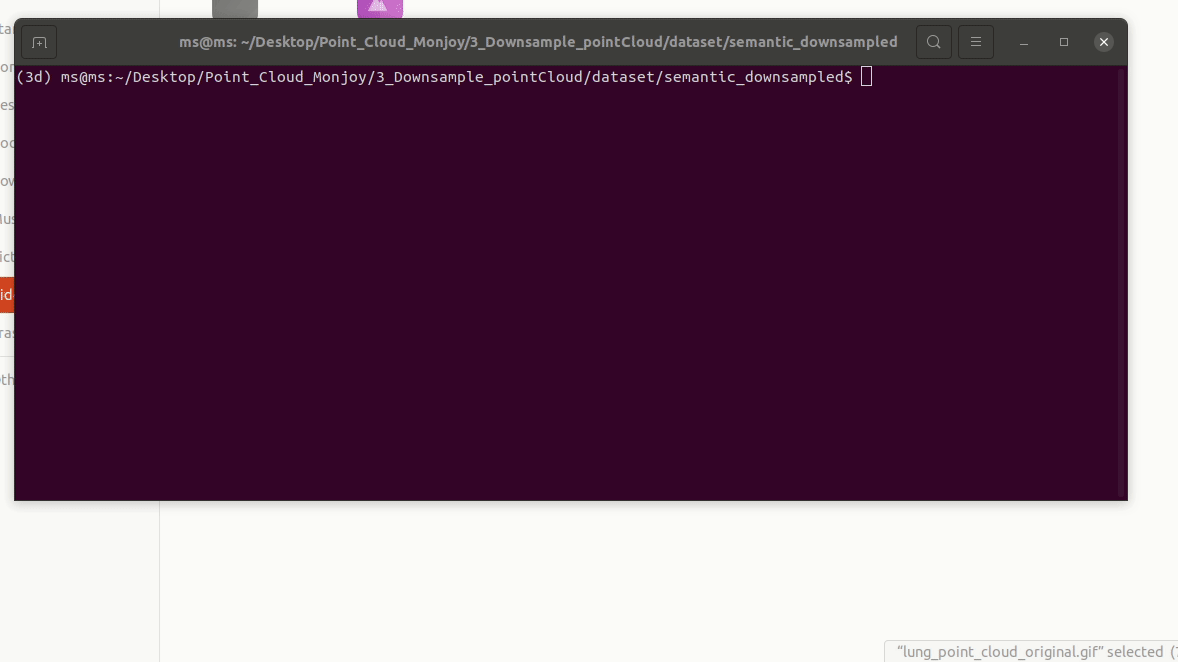 ms@ms: ~/Desktop/Point_Cloud_Monjoy/3_Downsample_pointCloud/dataset/semantic_downsampled
(3d) ms@ms:~/Desktop/Point_Cloud_Monjoy/3_Downsample_pointCloud/dataset/semantic_downsampled$
“lung_point_cloud_original.gif” selected